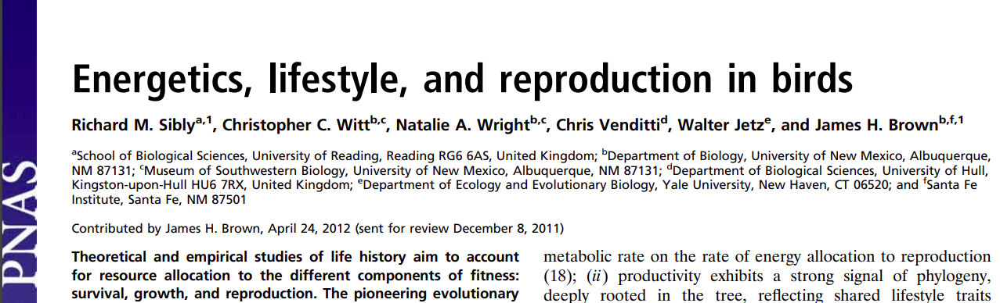 PNAS
Energetics, lifestyle, and reproduction in birds
Richard M. Sibly^a,1, Christopher C. Witt^b,c, Natalie A. Wright^b,c, Chris Venditti^d, Walter Jetz^e, and James H. Brown^b,f,1
^aSchool of Biological Sciences, University of Reading, Reading RG6 6AS, United Kingdom; ^bDepartment of Biology, University of New Mexico, Albuquerque,
NM 87131; ^cMuseum of Southwestern Biology, University of New Mexico, Albuquerque, NM 87131; ^dDepartment of Biological Sciences, University of Hull,
Kingston-upon-Hull HU6 7RX, United Kingdom; ^eDepartment of Ecology and Evolutionary Biology, Yale University, New Haven, CT 06520; and ^fSanta Fe
Institute, Santa Fe, NM 87501
Contributed by James H. Brown, April 24, 2012 (sent for review December 8, 2011)
Theoretical and empirical studies of life history aim to account
for resource allocation to the different components of fitness:
survival, growth, and reproduction. The pioneering evolutionary
metabolic rate on the rate of energy allocation to reproduction
(18); (ii) productivity exhibits a strong signal of phylogeny,
deeply rooted in the tree, reflecting shared lifestyle traits